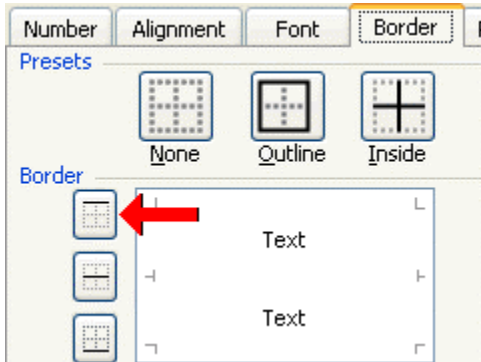 Number Alignment Font Border
Presets
None Outline Inside
Border
Text
Text